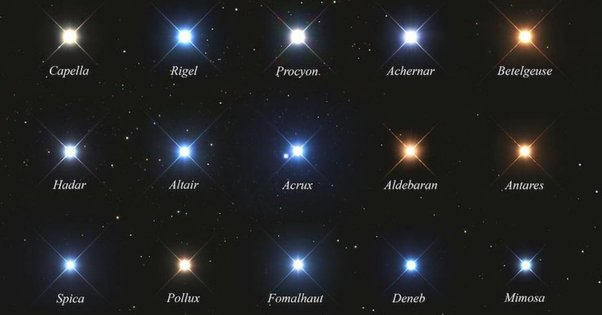 Capella
Rigel
Procyon
Achernar
Betelgeuse
Hadar
Altair
Acrux
Aldebaran
Antares
Spica
Pollux
Fomalhaut
Deneb
Mimosa